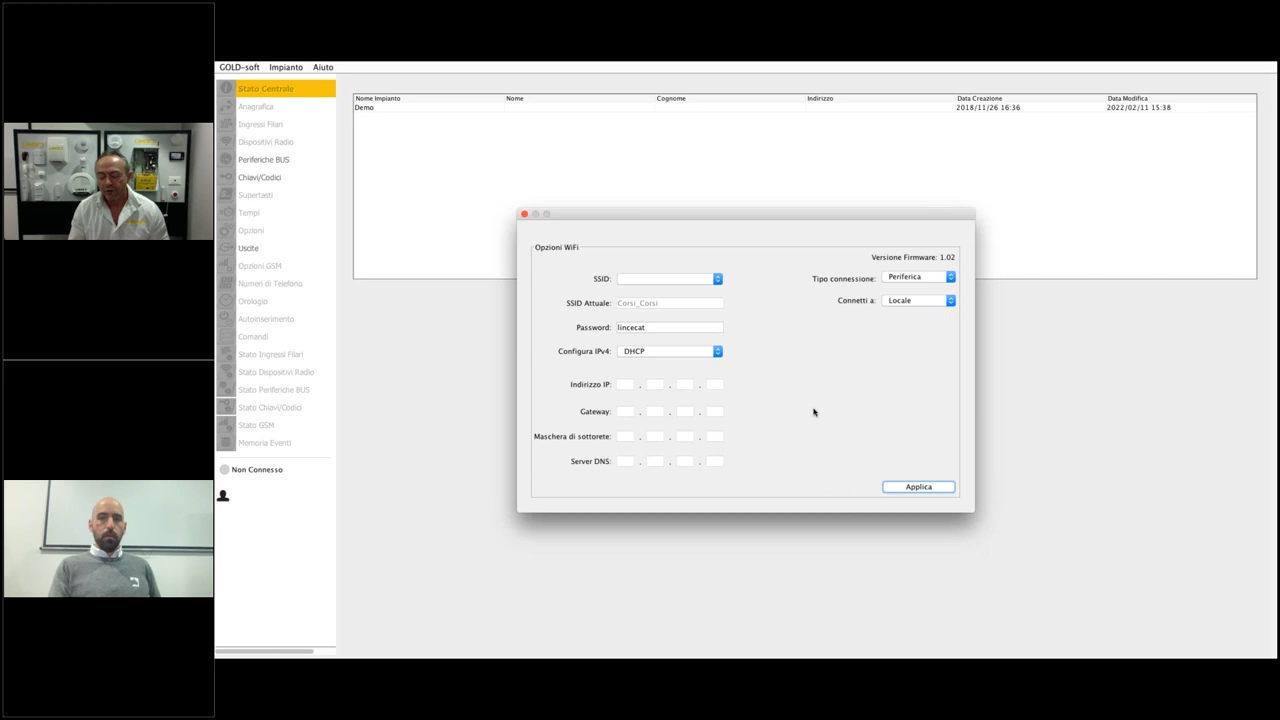 GOLD-soft Impianto Aiuto
Stato Centrale
Anagrafica
Ingressi Filari
Dispositivi Radio
Periferiche BUS
Chiavi/Codici
Supertasti
Tempi
Opzioni
Uscite
Opzioni GSM
Numeri di Telefono
Orologio
Autoinserimento
Comandi
Stato Ingressi Filari
Stato Dispositivi Radio
Stato Periferiche BUS
Stato Chiavi/Codici
Stato GSM
Memoria Eventi
Non Connesso
Nome Impianto Nome Cognome Indirizzo Data Creazione Data Modifica
Demo 2018/11/26 16:36 2022/02/11 15:38
Opzioni WiFi
Versione Firmware: 1.02
SSID:
Tipo connessione: Periferica
SSID Attuale: Corsi_Corsi
Connetti a: Locale
Password: lincecat
Configura IPv4: DHCP
Indirizzo IP: . . .
Gateway: . . .
Maschera di sottorete: . . .
Server DNS: . . .
Applica